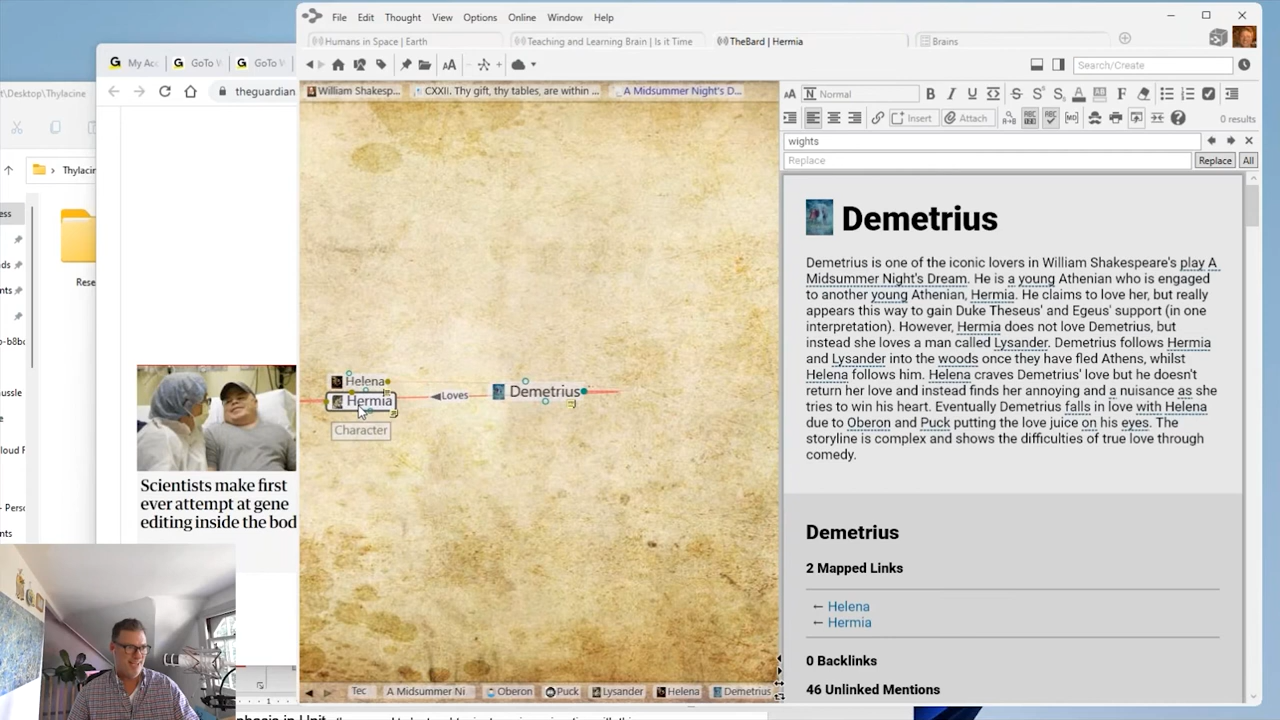 File Edit Thought View Options Online Window Help
Humans in Space | Earth
Teaching and Learning Brain | Is it Time
TheBard | Hermia
Brains
Search/Create
My Ac
GoTo
GoTo
William Shakesp...
CXXII. Thy gift, thy tables, are within ...
A Midsummer Night's D...
Normal
theguardian
t\Desktop\Thylacine
Insert
Attach
0 results
wights
Replace
Replace
All
Thylacine
Rese
Demetrius
Demetrius is one of the iconic lovers in William Shakespeare's play A
Midsummer Night's Dream. He is a young Athenian who is engaged
to another young Athenian, Hermia. He claims to love her, but really
appears this way to gain Duke Theseus' and Egeus' support (in one
interpretation). However, Hermia does not love Demetrius, but
instead she loves a man called Lysander. Demetrius follows Hermia
and Lysander into the woods once they have fled Athens, whilst
Helena follows him. Helena craves Demetrius' love but he doesn't
return her love and instead finds her annoying and a nuisance as she
tries to win his heart. Eventually Demetrius falls in love with Helena
due to Oberon and Puck putting the love juice on his eyes. The
storyline is complex and shows the difficulties of true love through
comedy.
Helena
Hermia
Character
Loves
Demetrius
Scientists make first
ever attempt at gene
editing inside the bod
Demetrius
2 Mapped Links
← Helena
← Hermia
0 Backlinks
46 Unlinked Mentions
Tec
A Midsummer Ni
Oberon
Puck
Lysander
Helena
Demetrius